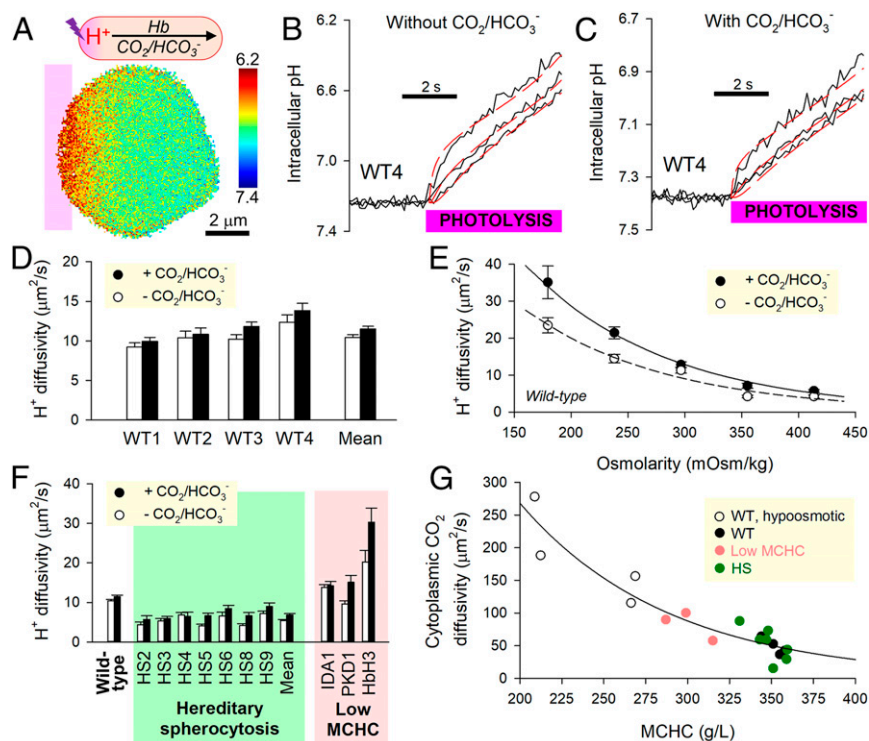 A
H⁺
Hb
CO₂/HCO₃⁻
6.2
7.4
2 μm
B
Without CO₂/HCO₃⁻
Intracellular pH
6.2
6.6
7.0
7.4
2 s
WT4
PHOTOLYSIS
C
With CO₂/HCO₃⁻
Intracellular pH
6.7
6.9
7.1
7.3
7.5
2 s
WT4
PHOTOLYSIS
D
H⁺ diffusivity (μm²/s)
20
15
10
5
0
+ CO₂/HCO₃⁻
- CO₂/HCO₃⁻
WT1 WT2 WT3 WT4 Mean
E
H⁺ diffusivity (μm²/s)
40
30
20
10
0
+ CO₂/HCO₃⁻
- CO₂/HCO₃⁻
Wild-type
150 200 250 300 350 400 450
Osmolarity (mOsm/kg)
F
H⁺ diffusivity (μm²/s)
40
30
20
10
0
+ CO₂/HCO₃⁻
- CO₂/HCO₃⁻
Wild-
type
HS2
HS3
HS4
HS5
HS6
HS8
HS9
Mean
IDA1
PKD1
HbH3
Hereditary
spherocytosis
Low
MCHC
G
Cytoplasmic CO₂
diffusivity (μm²/s)
300
250
200
150
100
50
0
WT, hypoosmotic
WT
Low MCHC
HS
200 250 300 350 400
MCHC (g/L)